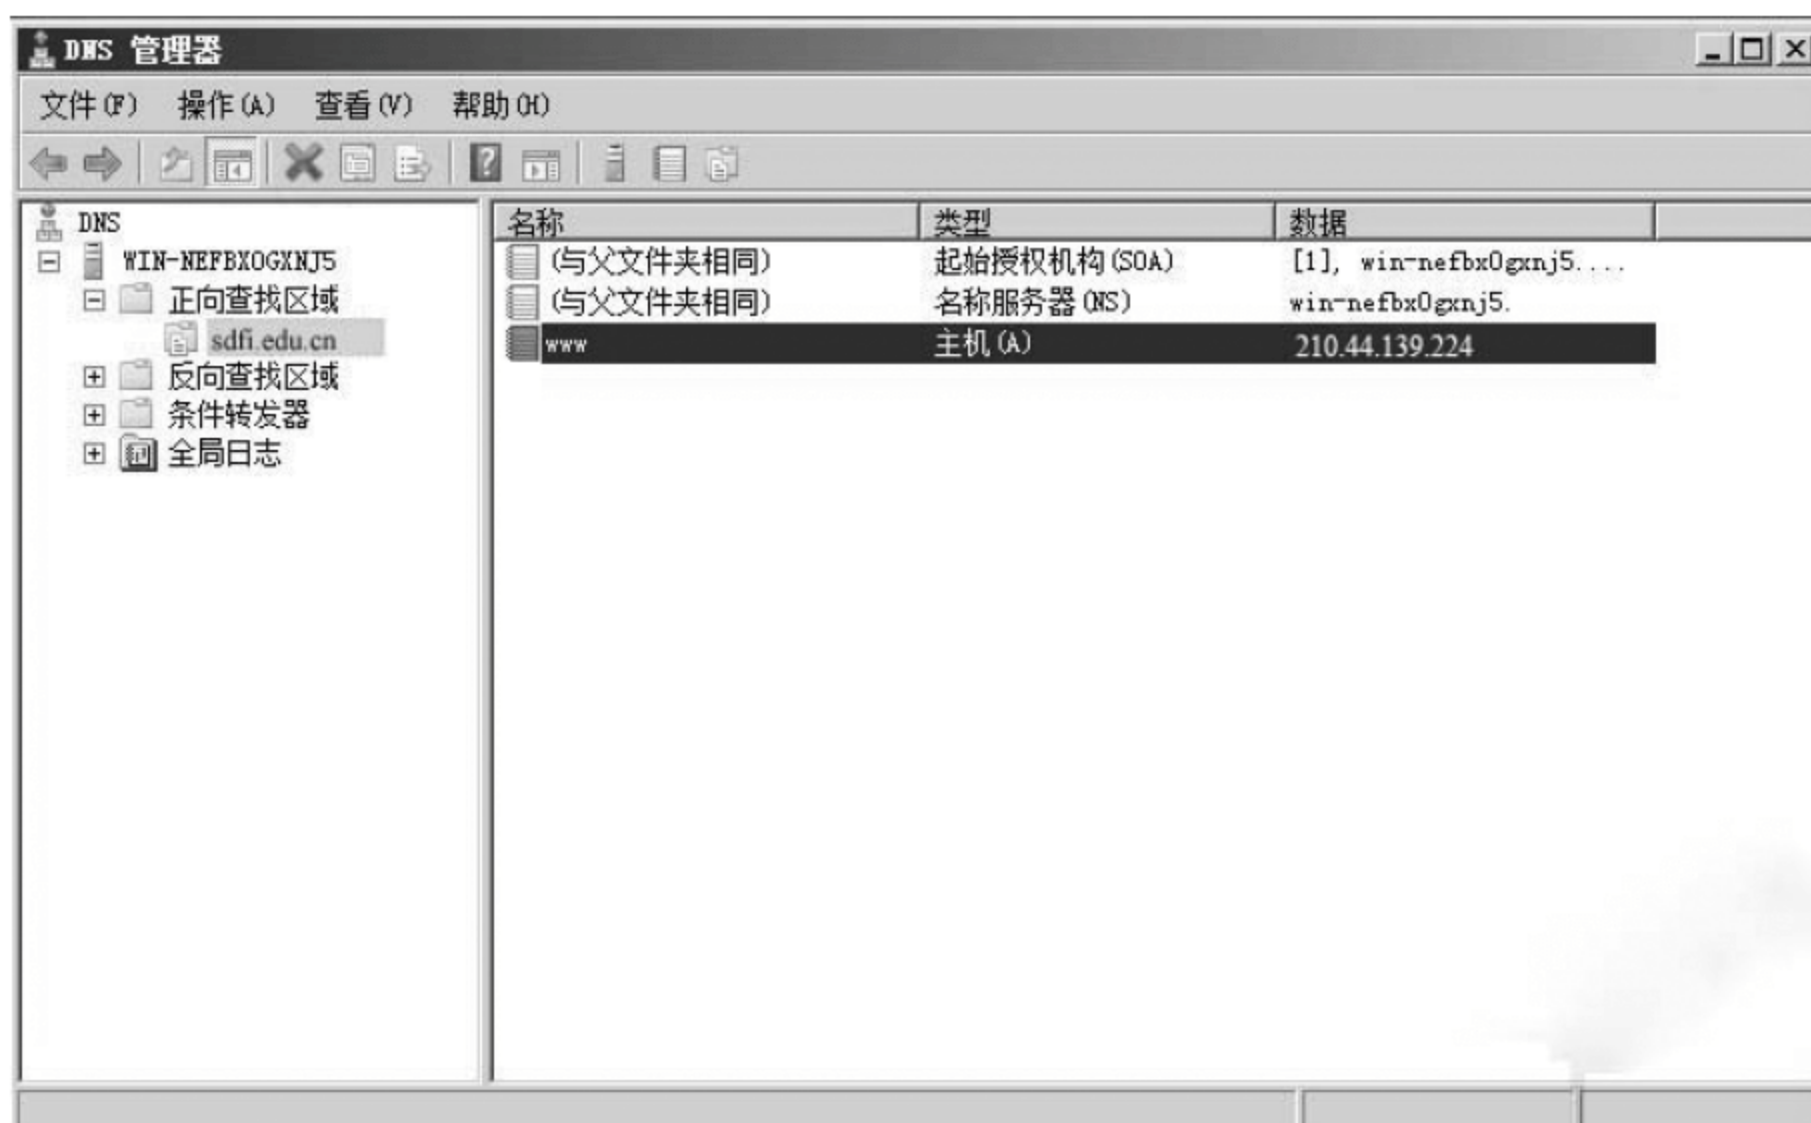 DNS 管理器
文件(F) 操作(A) 查看(V) 帮助(H)
DNS
WIN-NEFBXOGXNJ5
正向查找区域
sdfi.edu.cn
反向查找区域
条件转发器
全局日志
名称 类型 数据
(与父文件夹相同) 起始授权机构(SOA) [1], win-nefbx0gxnj5....
(与父文件夹相同) 名称服务器(NS) win-nefbx0gxnj5.
www 主机(A) 210.44.139.224